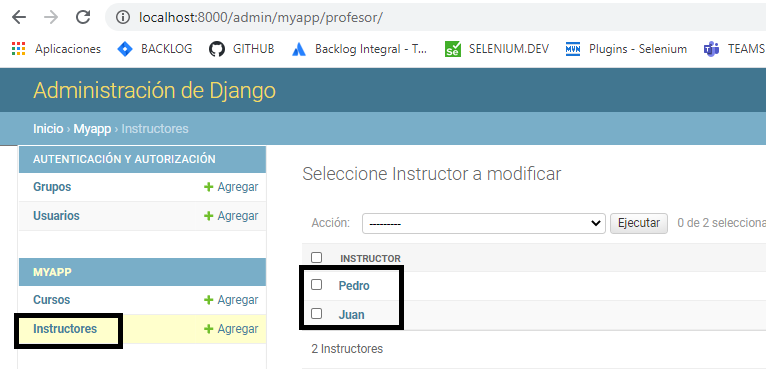 localhost:8000/admin/myapp/profesor/
Aplicaciones BACKLOG GITHUB Backlog Integral - T... SELENIUM.DEV Plugins - Selenium TEAMS
Administración de Django
Inicio › Myapp › Instructores
AUTENTICACIÓN Y AUTORIZACIÓN
Grupos + Agregar
Usuarios + Agregar
MYAPP
Cursos + Agregar
Instructores + Agregar
Seleccione Instructor a modificar
Acción: --------- Ejecutar 0 de 2 selecciona
INSTRUCTOR
Pedro
Juan
2 Instructores